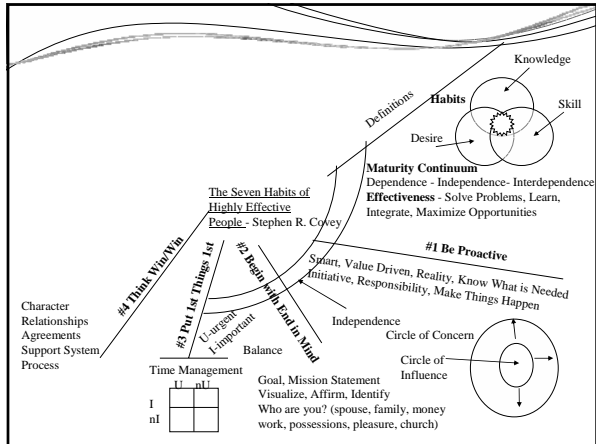 Knowledge
Definitions
Habits
Skill
Desire
Maturity Continuum
Dependence - Independence- Interdependence
Effectiveness - Solve Problems, Learn,
Integrate, Maximize Opportunities
The Seven Habits of
Highly Effective
People - Stephen R. Covey
#1 Be Proactive
Smart, Value Driven, Reality, Know What is Needed
Initiative, Responsibility, Make Things Happen
#2 Begin with End in Mind
#3 Put 1st Things 1st
U-urgent
I-important
#4 Think Win/Win
Character
Relationships
Agreements
Support System
Process
Independence
Balance
Circle of Concern
Circle of
Influence
Time Management
U nU
I
nI
Goal, Mission Statement
Visualize, Affirm, Identify
Who are you? (spouse, family, money
work, possessions, pleasure, church)